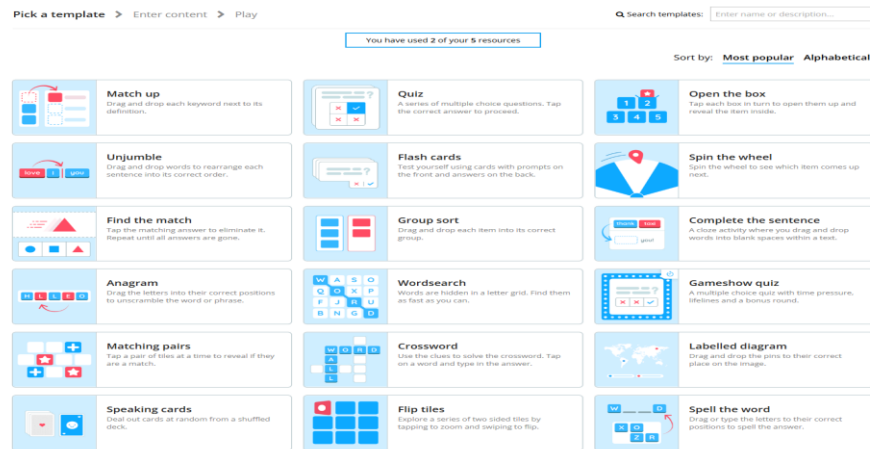 Pick a template > Enter content > Play
Search templates: Enter name or description...
You have used 2 of your 5 resources
Sort by: Most popular Alphabetical
Match up
Drag and drop each keyword next to its
definition.
Quiz
A series of multiple choice questions. Tap
the correct answer to proceed.
Open the box
Tap each box in turn to open them up and
reveal the item inside.
1 2
3 4 5
Unjumble
Drag and drop words to rearrange each
sentence into its correct order.
love I you
Flash cards
Test yourself using cards with prompts on
the front and answers on the back.
Spin the wheel
Spin the wheel to see which item comes up
next.
Find the match
Tap the matching answer to eliminate it.
Repeat until all answers are gone.
Group sort
Drag and drop each item into its correct
group.
Complete the sentence
A cloze activity where you drag and drop
words into blank spaces within a text.
you!
Anagram
Drag the letters into their correct positions
to unscramble the word or phrase.
H L L E O
Wordsearch
Words are hidden in a letter grid. Find them
as fast as you can.
W A S O
Q O X P
F J R U
B N G D
Gameshow quiz
A multiple choice quiz with time pressure,
lifelines and a bonus round.
Matching pairs
Tap a pair of tiles at a time to reveal if they
are a match.
Crossword
Use the clues to solve the crossword. Tap
on a word and type in the answer.
W O R D
A
L
L
Labelled diagram
Drag and drop the pins to their correct
place on the image.
Speaking cards
Deal out cards at random from a shuffled
deck.
Flip tiles
Explore a series of two sided tiles by
tapping to zoom and swiping to flip.
Spell the word
Drag or type the letters to their correct
positions to spell the answer.
W _ _ D
X O
Z R